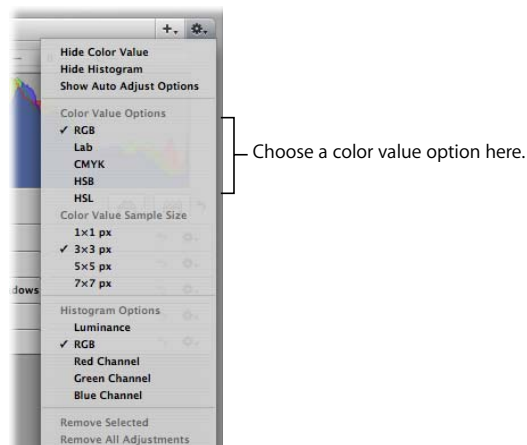 Hide Color Value
Hide Histogram
Show Auto Adjust Options
Color Value Options
✓ RGB
Lab
CMYK
HSB
HSL
Choose a color value option here.
Color Value Sample Size
1×1 px
✓ 3×3 px
5×5 px
7×7 px
dows
Histogram Options
Luminance
✓ RGB
Red Channel
Green Channel
Blue Channel
Remove Selected
Remove All Adjustments